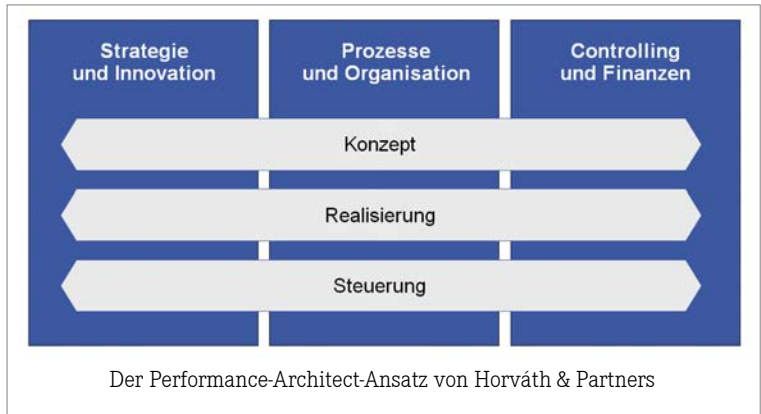 Strategie
und Innovation
Prozesse
und Organisation
Controlling
und Finanzen
Konzept
Realisierung
Steuerung
Der Performance-Architect-Ansatz von Horváth & Partners